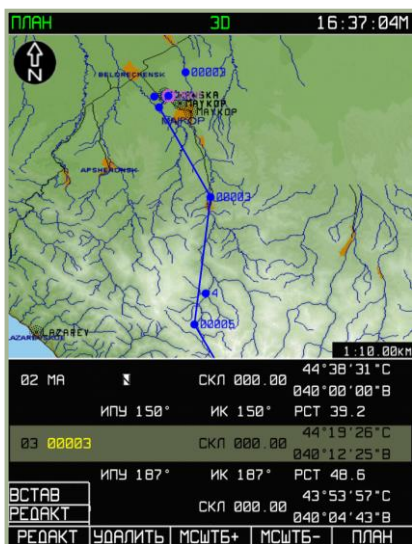 ПЛАН 3D 16:37:04М
00003
BELORECHENSK
MAYKOP
MAYKOP
MAIKOP
APSHERONSK
00003
4
00005
LAZAREV
LAZAREVSKOE
1:10.00км
02 МА СКЛ 000.00 44°38'31"С
040°00'00"В
ИПУ 150° ИК 150° РСТ 39.2
03 00003 СКЛ 000.00 44°19'26"С
040°12'25"В
ИПУ 187° ИК 187° РСТ 48.6
ВСТАВ
РЕДАКТ
СКЛ 000.00 43°53'57"С
040°04'43"В
РЕДАКТ УДАЛИТЬ МСШТБ+ МСШТБ- ПЛАН